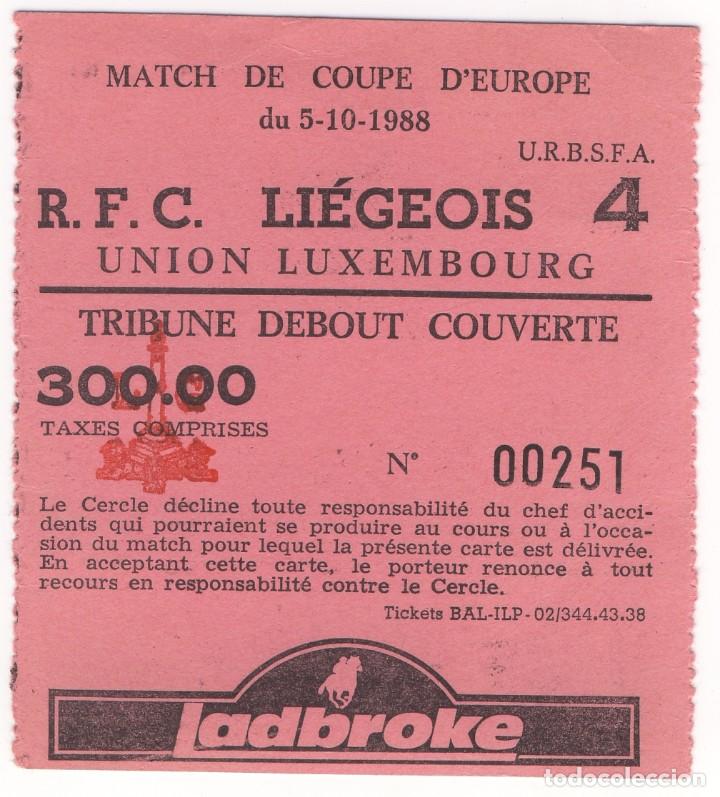 MATCH DE COUPE D'EUROPE
du 5-10-1988
U.R.B.S.F.A.
R. F. C. LIÉGEOIS 4
UNION LUXEMBOURG
TRIBUNE DEBOUT COUVERTE
300.00
TAXES COMPRISES
N° 00251
Le Cercle décline toute responsabilité du chef d'acci-
dents qui pourraient se produire au cours ou à l'occa-
sion du match pour lequel la présente carte est délivrée.
En acceptant cette carte, le porteur renonce à tout
recours en responsabilité contre le Cercle.
Tickets BAL-ILP-02/344.43.38
Ladbroke
todocoleccion